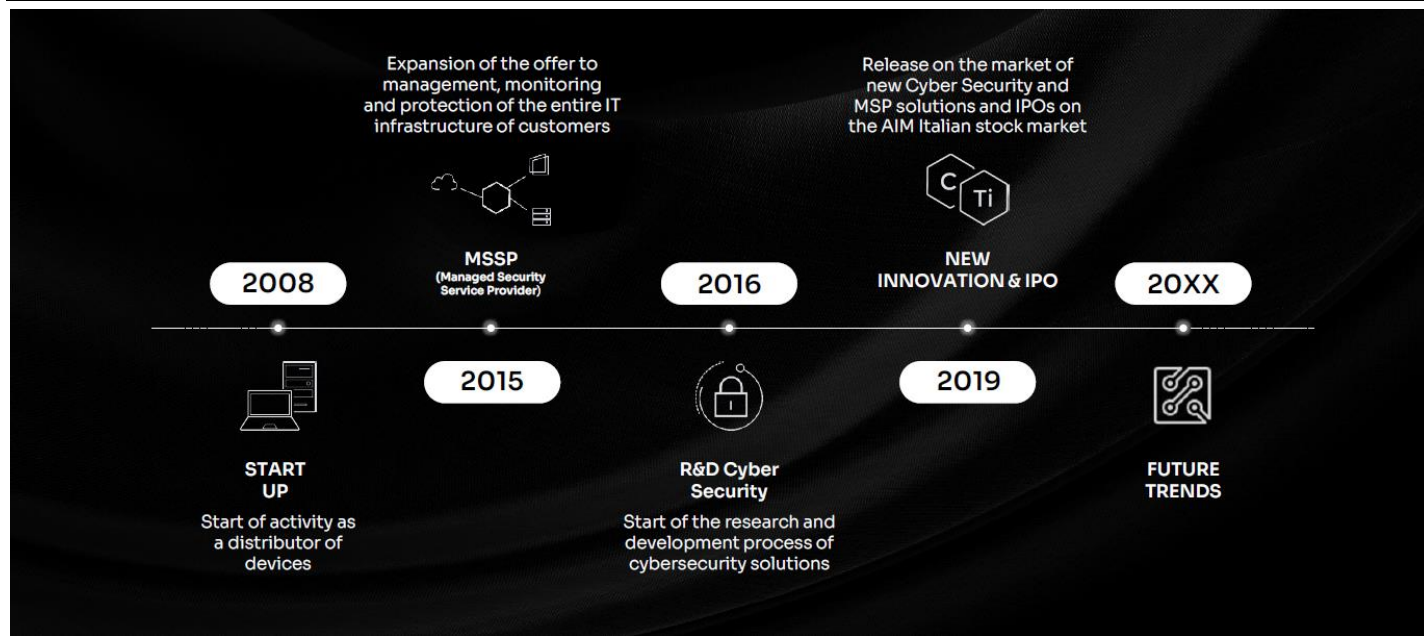 Expansion of the offer to
management, monitoring
and protection of the entire IT
infrastructure of customers
Release on the market of
new Cyber Security and
MSP solutions and IPOs on
the AIM Italian stock market
C
Ti
2008
MSSP
(Managed Security
Service Provider)
2016
NEW
INNOVATION & IPO
20XX
2015
2019
START
UP
Start of activity as
a distributor of
devices
R&D Cyber
Security
Start of the research and
development process of
cybersecurity solutions
FUTURE
TRENDS